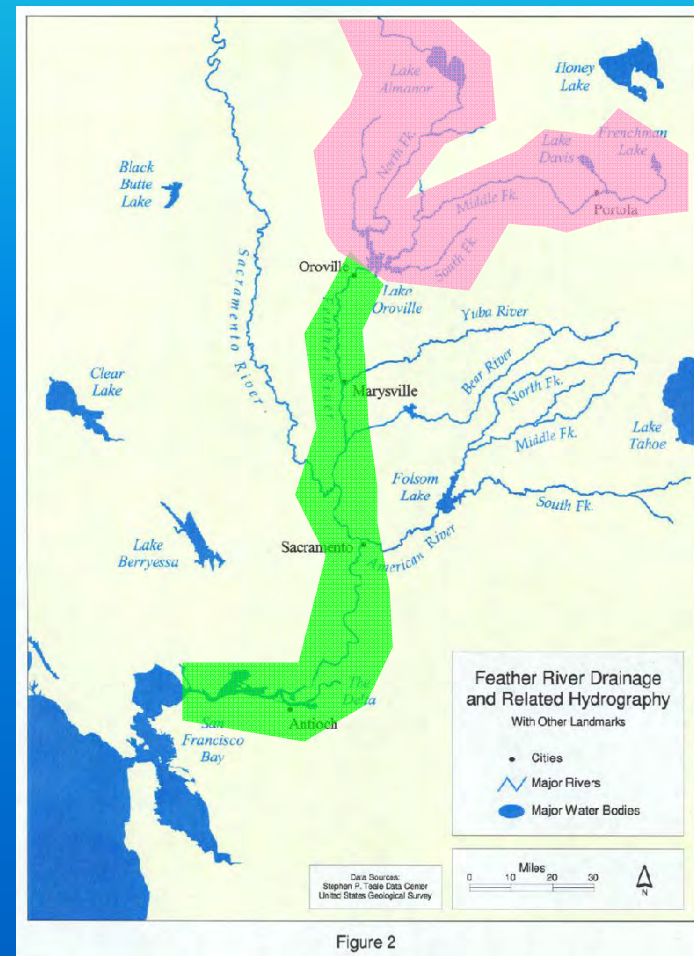 Lake
Almanor
Honey
Lake
North Fk.
Lake
Davis
Frenchman
Lake
Black
Butte
Lake
Middle Fk.
Portola
South Fk.
Sacramento River
Oroville
Lake
Oroville
Feather River
Yuba River
Clear
Lake
Marysville
Bear River
North Fk.
Middle Fk.
Lake
Tahoe
Folsom
Lake
South Fk.
Lake
Berryessa
Sacramento
American River
The
Delta
San
Francisco
Bay
Antioch
Feather River Drainage
and Related Hydrography
With Other Landmarks
Cities
Major Rivers
Major Water Bodies
Data Sources:
Stephen P. Teale Data Center
United States Geological Survey
Miles
0 10 20 30
N
Figure 2